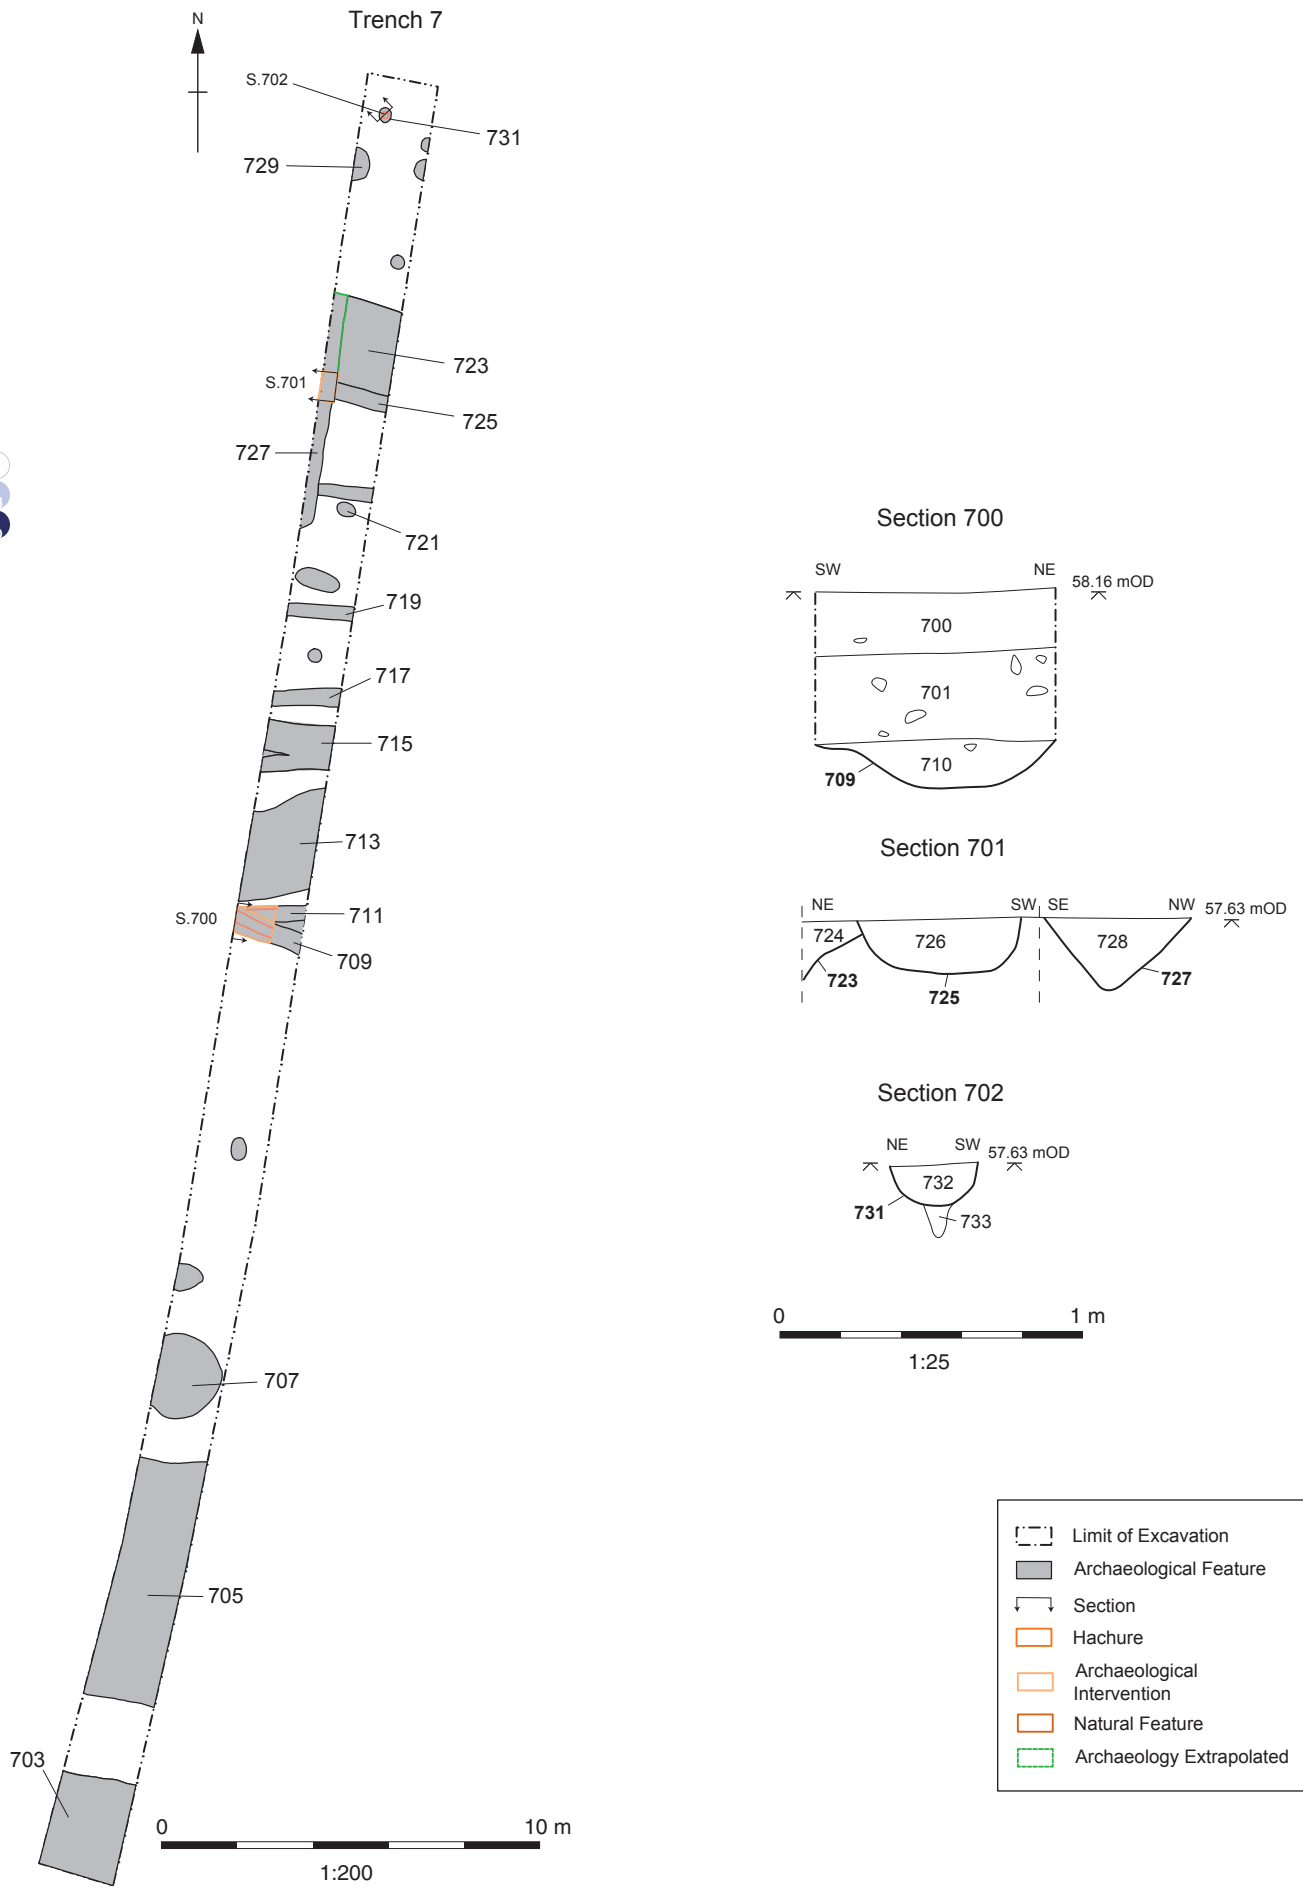 Trench 7
N
S.702
731
729
723
S.701
725
727
721
719
717
715
713
S.700
711
709
707
705
703
0 10 m
1:200
Section 700
SW NE 58.16 mOD
700
701
710
709
Section 701
NE SW SE NW 57.63 mOD
724 726 728
723 725 727
Section 702
NE SW 57.63 mOD
732
731 733
0 1 m
1:25
Limit of Excavation
Archaeological Feature
Section
Hachure
Archaeological
Intervention
Natural Feature
Archaeology Extrapolated